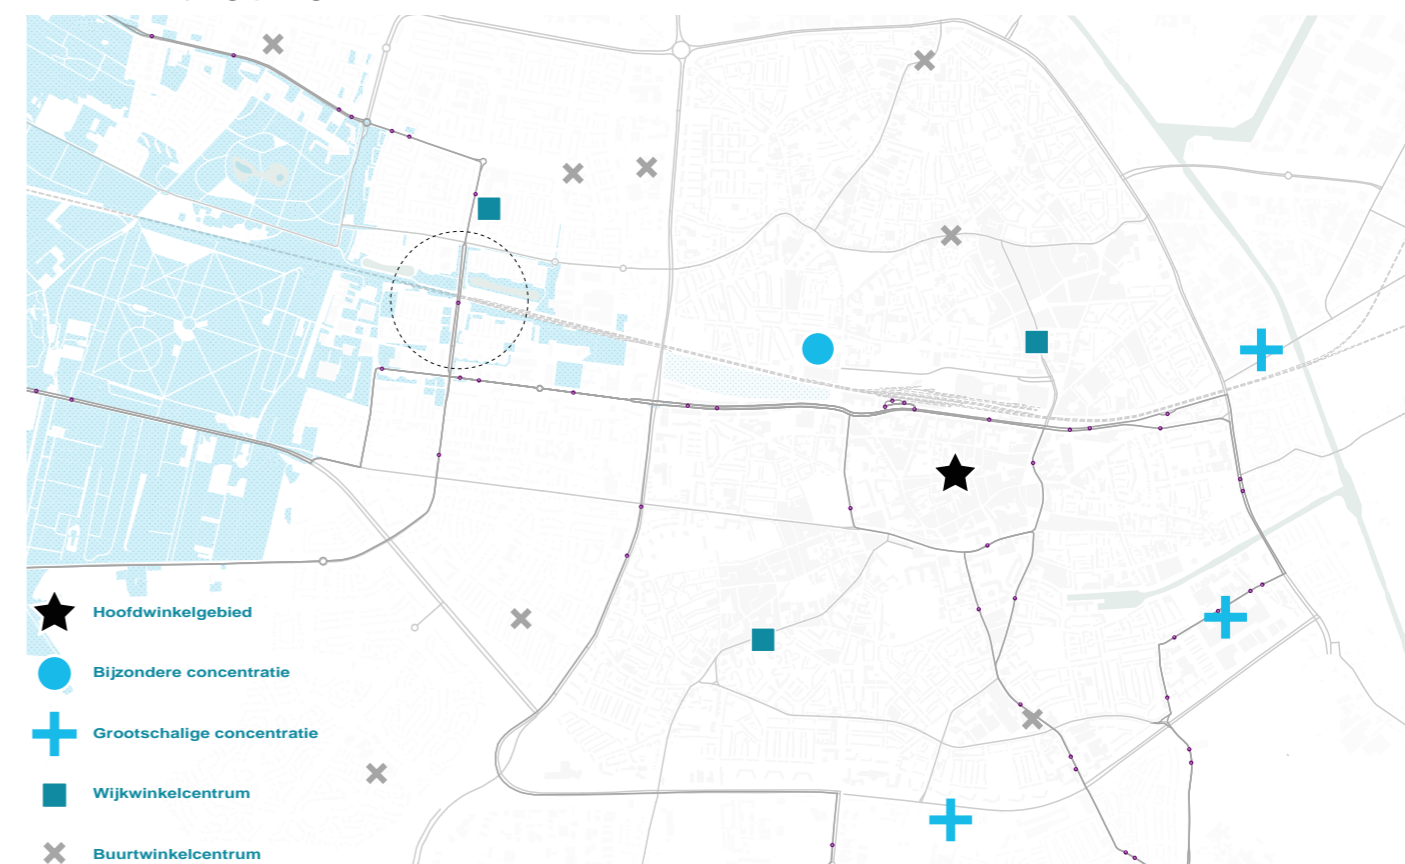 Hoofdwinkelgebied
Bijzondere concentratie
Grootschalige concentratie
Wijkwinkelcentrum
Buurtwinkelcentrum